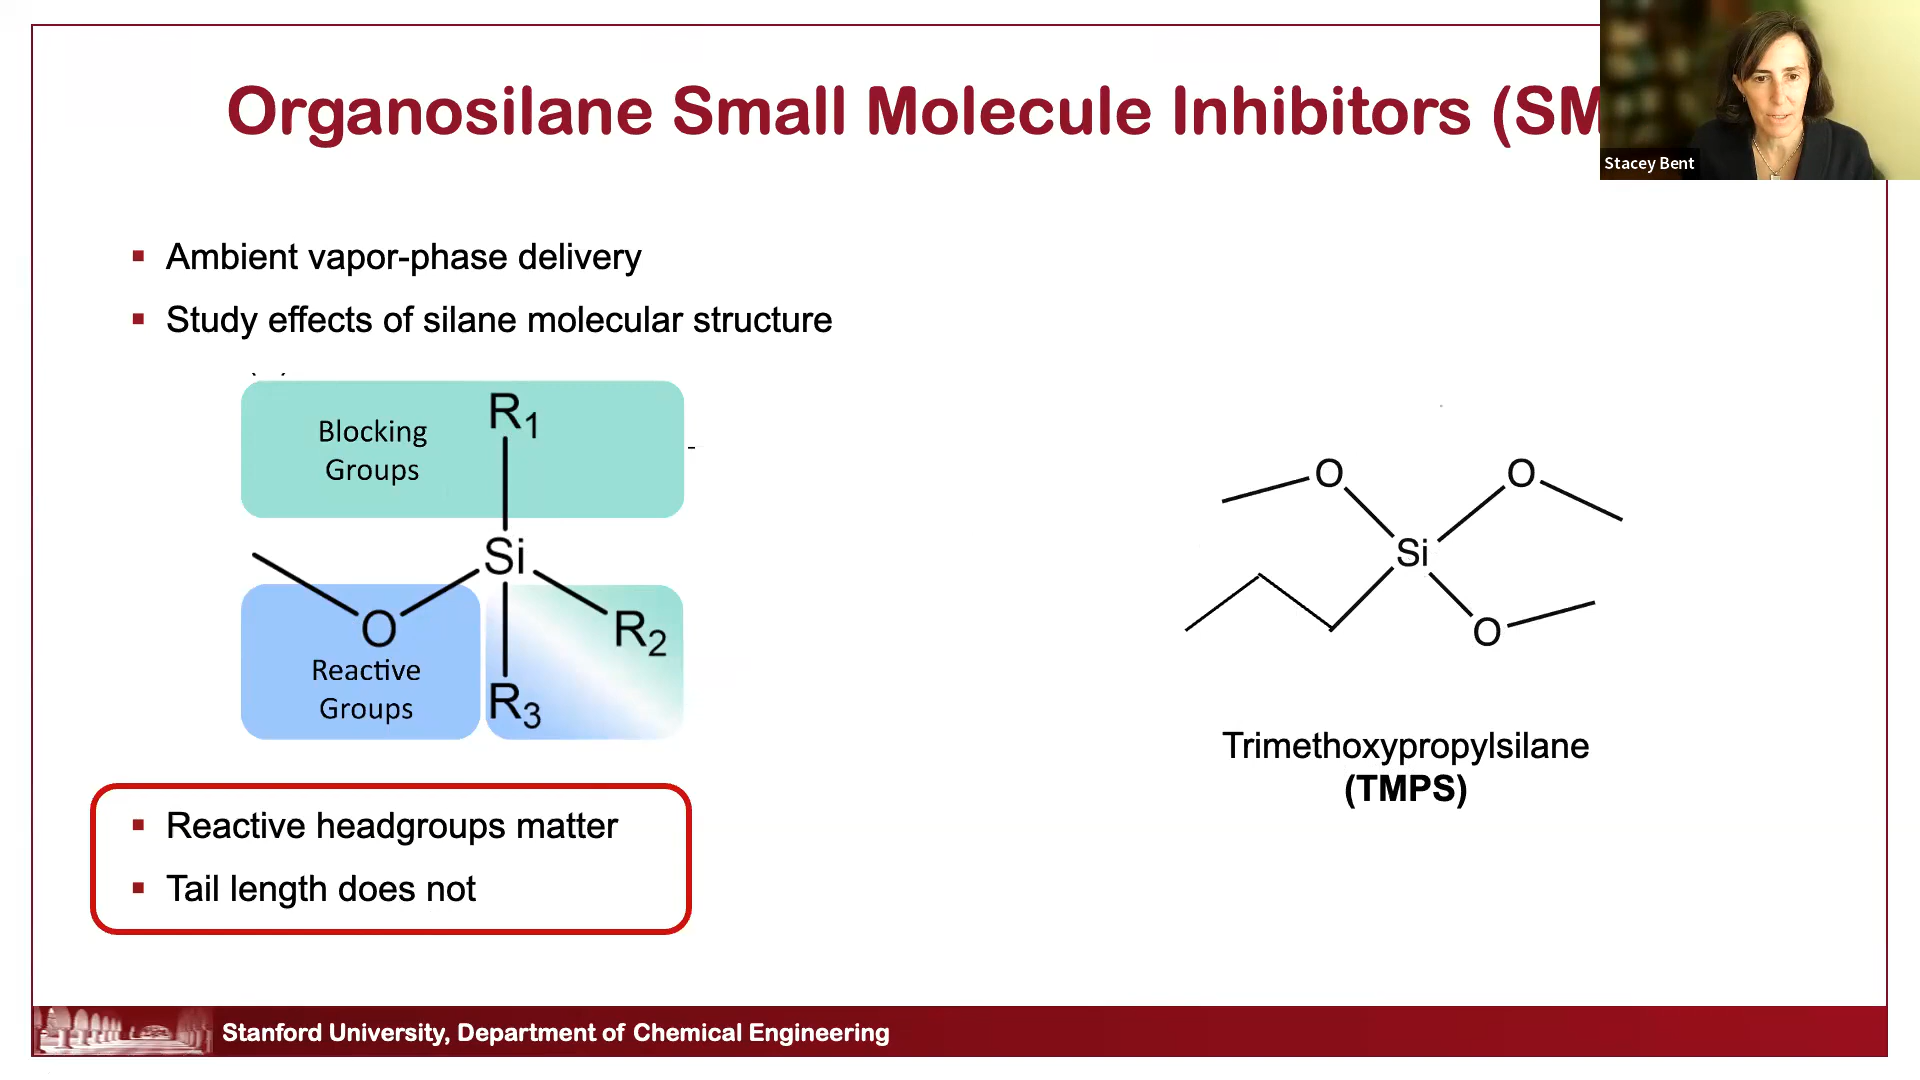 Organosilane Small Molecule Inhibitors (SM
Stacey Bent
▪ Ambient vapor-phase delivery
▪ Study effects of silane molecular structure
Blocking
Groups
R1
Si
O
R2
Reactive
Groups
R3
O
O
Si
O
Trimethoxypropylsilane
(TMPS)
▪ Reactive headgroups matter
▪ Tail length does not
Stanford University, Department of Chemical Engineering